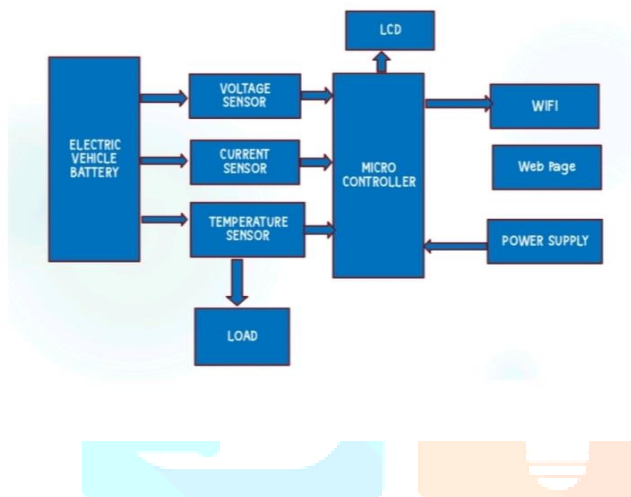 LCD
VOLTAGE
SENSOR
WIFI
ELECTRIC
VEHICLE
BATTERY
CURRENT
SENSOR
MICRO
CONTROLLER
Web Page
TEMPERATURE
SENSOR
POWER SUPPLY
LOAD